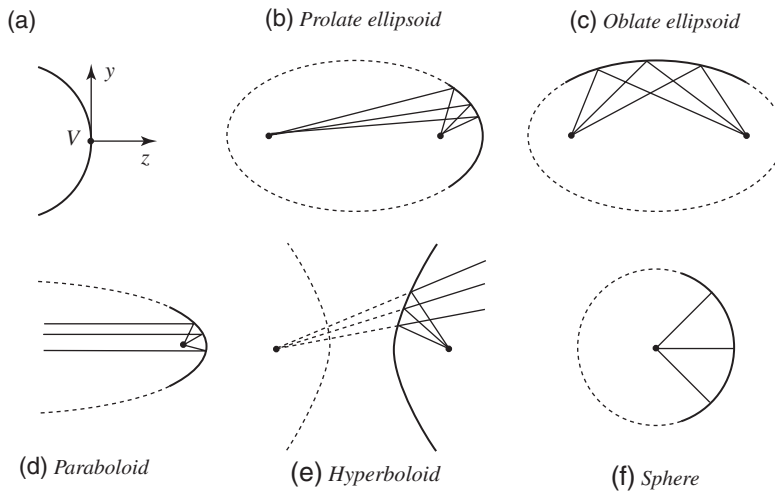 (a)
(b) Prolate ellipsoid
(c) Oblate ellipsoid
y
V
z
(d) Paraboloid
(e) Hyperboloid
(f) Sphere